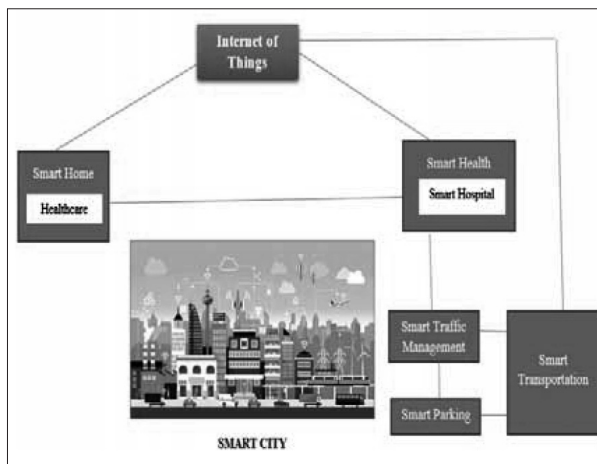 Internet of
Things
Smart Home
Healthcare
Smart Health
Smart Hospital
Smart Traffic
Management
Smart
Transportation
Smart Parking
SMART CITY